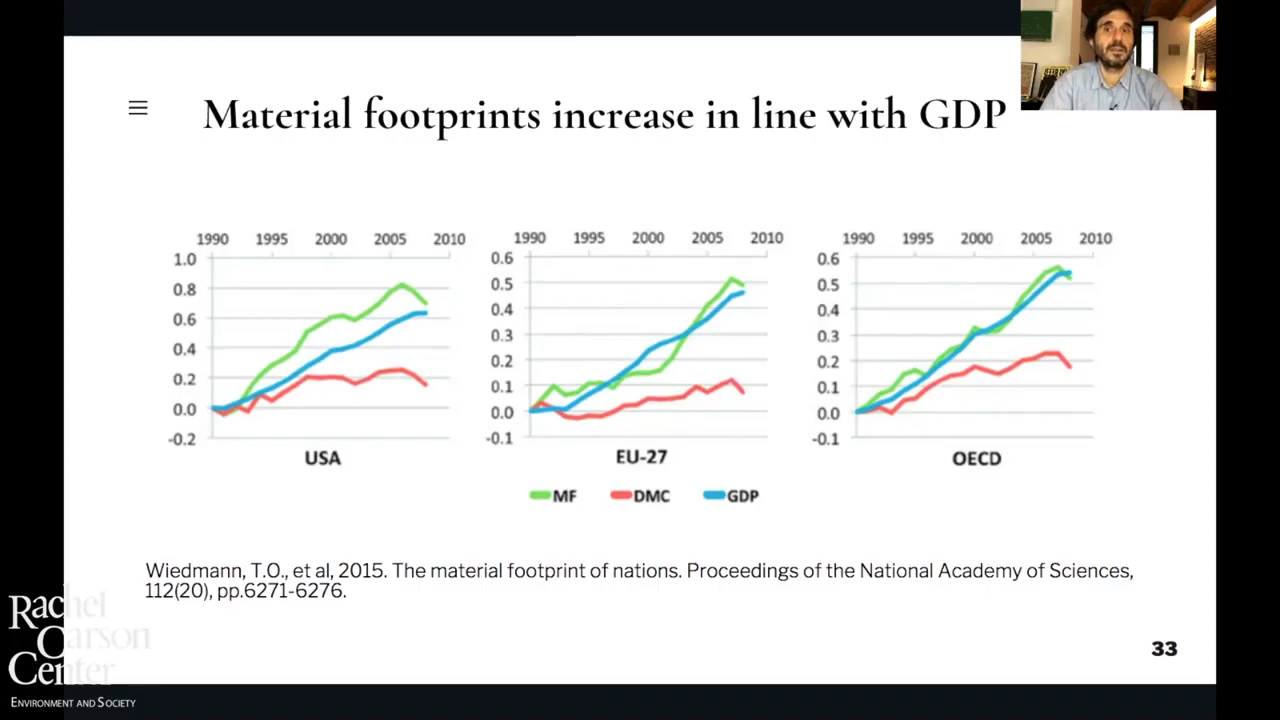 Material footprints increase in line with GDP
1990 1995 2000 2005 2010
1.0
0.8
0.6
0.4
0.2
0.0
-0.2
USA
1990 1995 2000 2005 2010
0.6
0.5
0.4
0.3
0.2
0.1
0.0
-0.1
EU-27
1990 1995 2000 2005 2010
0.6
0.5
0.4
0.3
0.2
0.1
0.0
-0.1
OECD
MF DMC GDP
Wiedmann, T.O., et al, 2015. The material footprint of nations. Proceedings of the National Academy of Sciences,
112(20), pp.6271-6276.
33
Rachel
Carson
Center
ENVIRONMENT AND SOCIETY